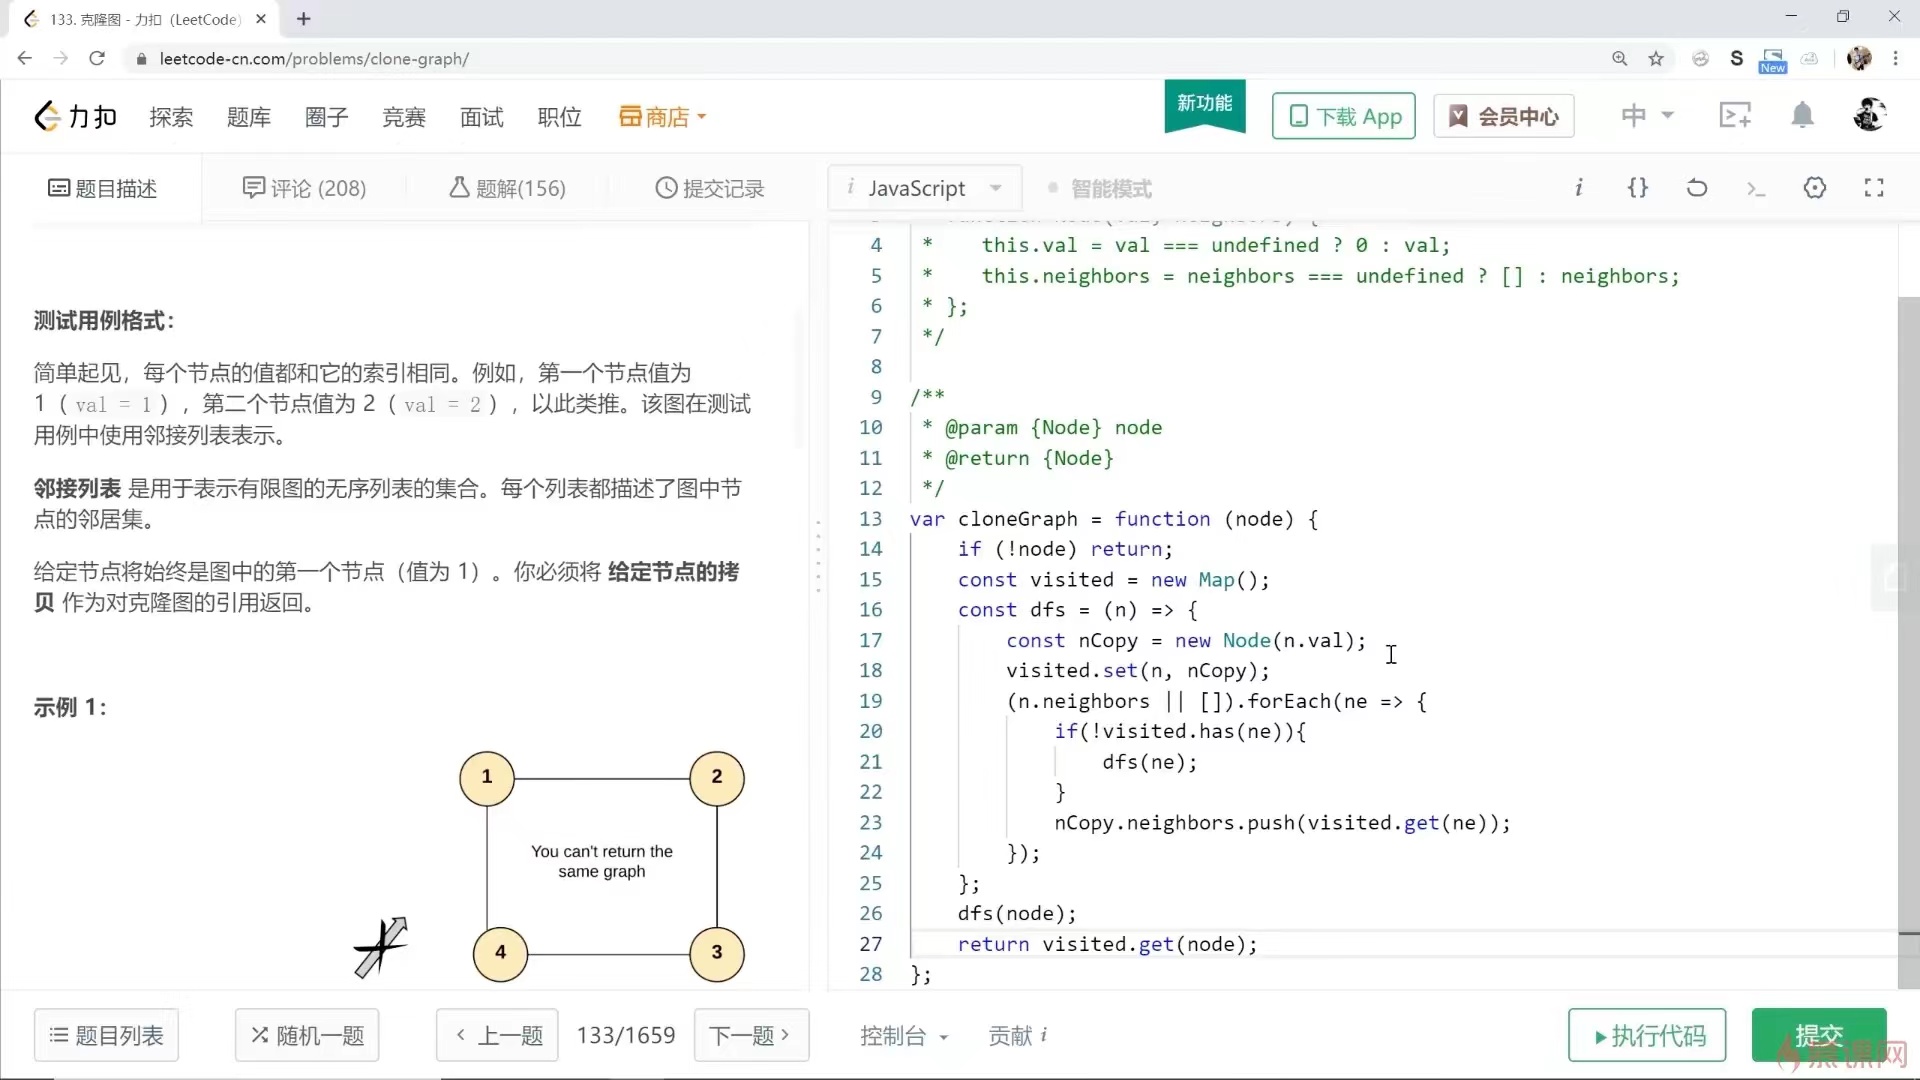 133. 克隆图 - 力扣（LeetCode）
leetcode-cn.com/problems/clone-graph/
New
力扣
探索
题库
圈子
竞赛
面试
职位
商店
新功能
下载 App
会员中心
中
题目描述
评论 (208)
题解(156)
提交记录
i JavaScript
智能模式
测试用例格式：
简单起见，每个节点的值都和它的索引相同。例如，第一个节点值为
1（val = 1），第二个节点值为 2（val = 2），以此类推。该图在测试
用例中使用邻接列表表示。
邻接列表 是用于表示有限图的无序列表的集合。每个列表都描述了图中节
点的邻居集。
给定节点将始终是图中的第一个节点（值为 1）。你必须将 给定节点的拷
贝 作为对克隆图的引用返回。
示例 1：
1
2
You can't return the
same graph
4
3
4 * this.val = val === undefined ? 0 : val;
5 * this.neighbors = neighbors === undefined ? [] : neighbors;
6 * };
7 */
8
9 /**
10 * @param {Node} node
11 * @return {Node}
12 */
13 var cloneGraph = function (node) {
14 if (!node) return;
15 const visited = new Map();
16 const dfs = (n) => {
17 const nCopy = new Node(n.val);
18 visited.set(n, nCopy);
19 (n.neighbors || []).forEach(ne => {
20 if(!visited.has(ne)){
21 dfs(ne);
22 }
23 nCopy.neighbors.push(visited.get(ne));
24 });
25 };
26 dfs(node);
27 return visited.get(node);
28 };
题目列表
随机一题
上一题
133/1659
下一题
控制台
贡献 i
执行代码
提交
慕课网